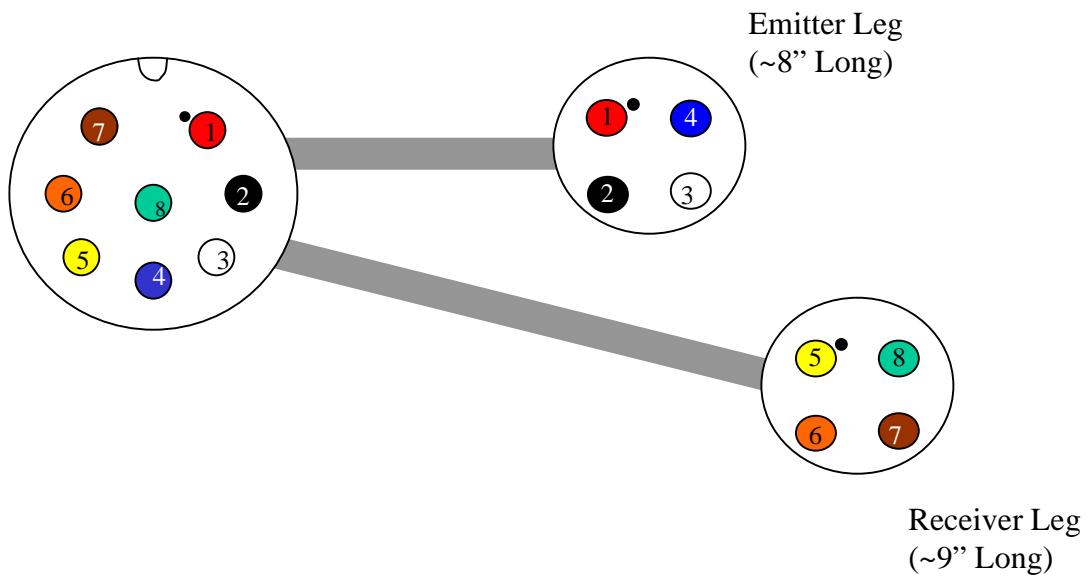 Emitter Leg
(~8” Long)
7 1
6 8 2
5 4 3
1 4
2 3
5 8
6 7
Receiver Leg
(~9” Long)